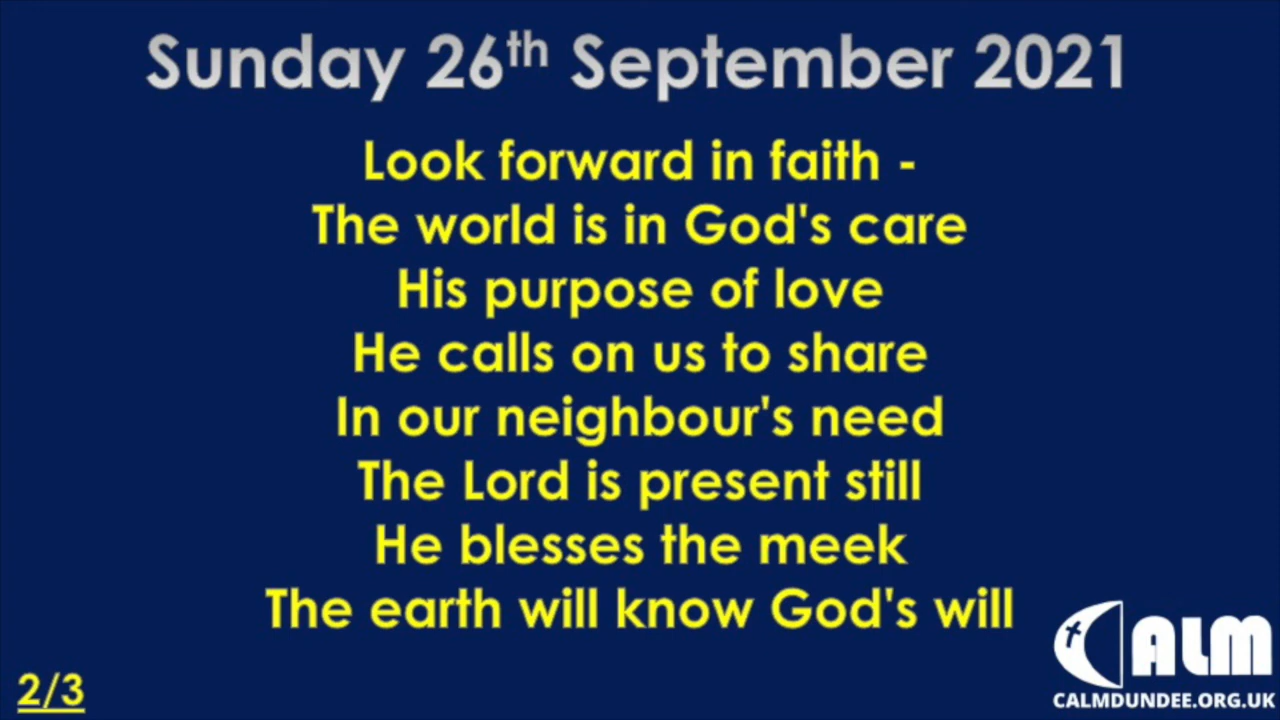 Sunday 26th September 2021
Look forward in faith -
The world is in God's care
His purpose of love
He calls on us to share
In our neighbour's need
The Lord is present still
He blesses the meek
The earth will know God's will
2/3
CALM
CALMDUNDEE.ORG.UK